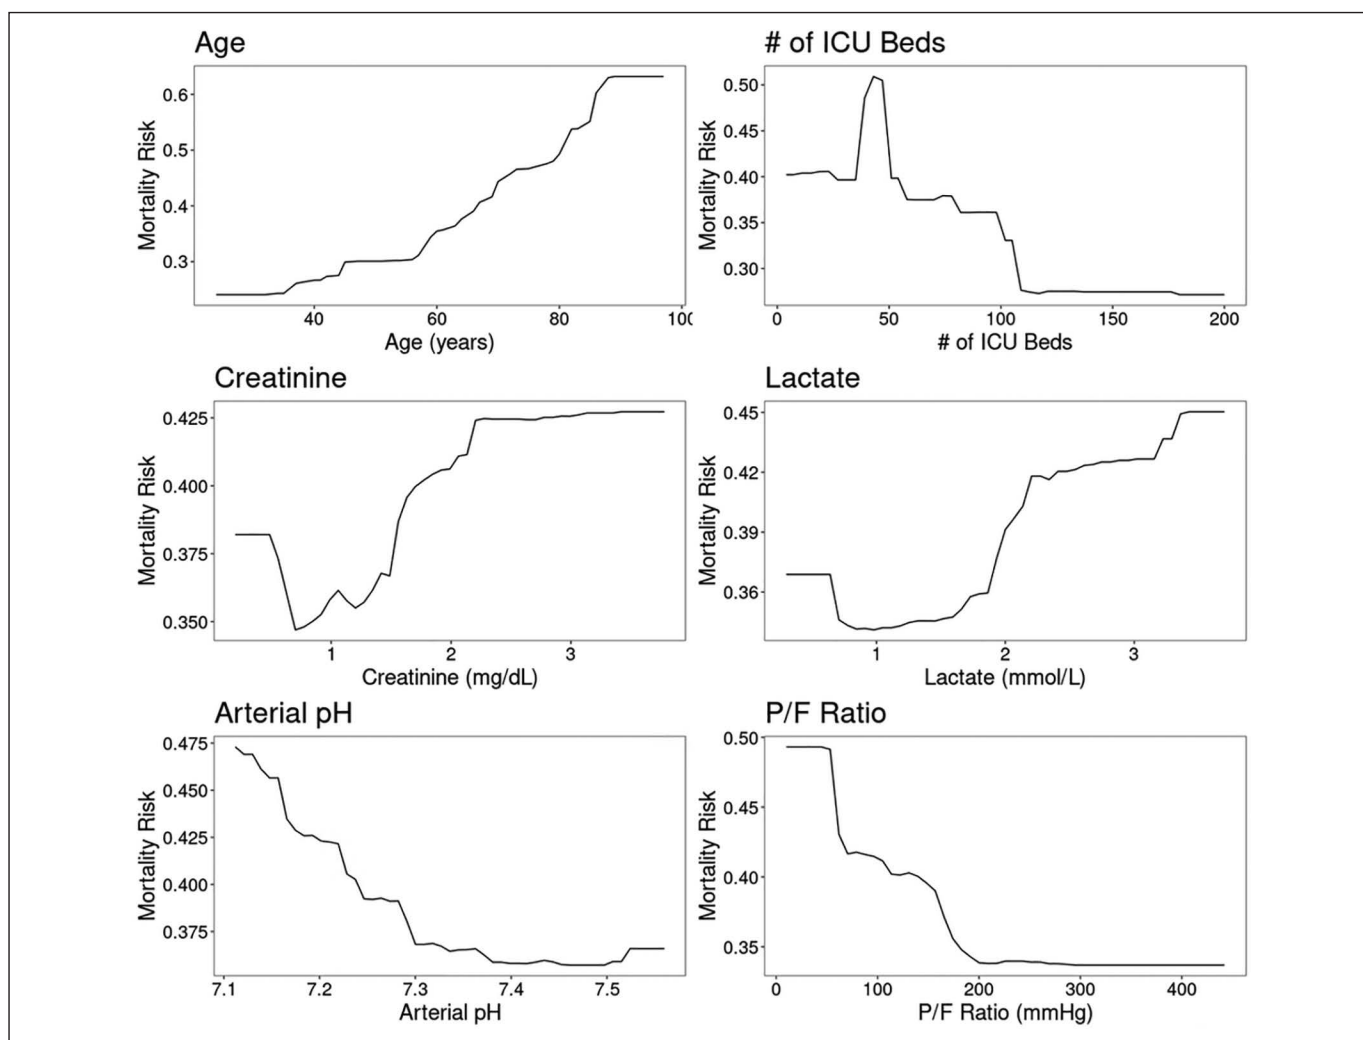 Age
Mortality Risk
0.6
0.5
0.4
0.3
40 60 80 100
Age (years)
# of ICU Beds
Mortality Risk
0.50
0.45
0.40
0.35
0.30
0 50 100 150 200
# of ICU Beds
Creatinine
Mortality Risk
0.425
0.400
0.375
0.350
1 2 3
Creatinine (mg/dL)
Lactate
Mortality Risk
0.45
0.42
0.39
0.36
1 2 3
Lactate (mmol/L)
Arterial pH
Mortality Risk
0.475
0.450
0.425
0.400
0.375
7.1 7.2 7.3 7.4 7.5
Arterial pH
P/F Ratio
Mortality Risk
0.50
0.45
0.40
0.35
0 100 200 300 400
P/F Ratio (mmHg)